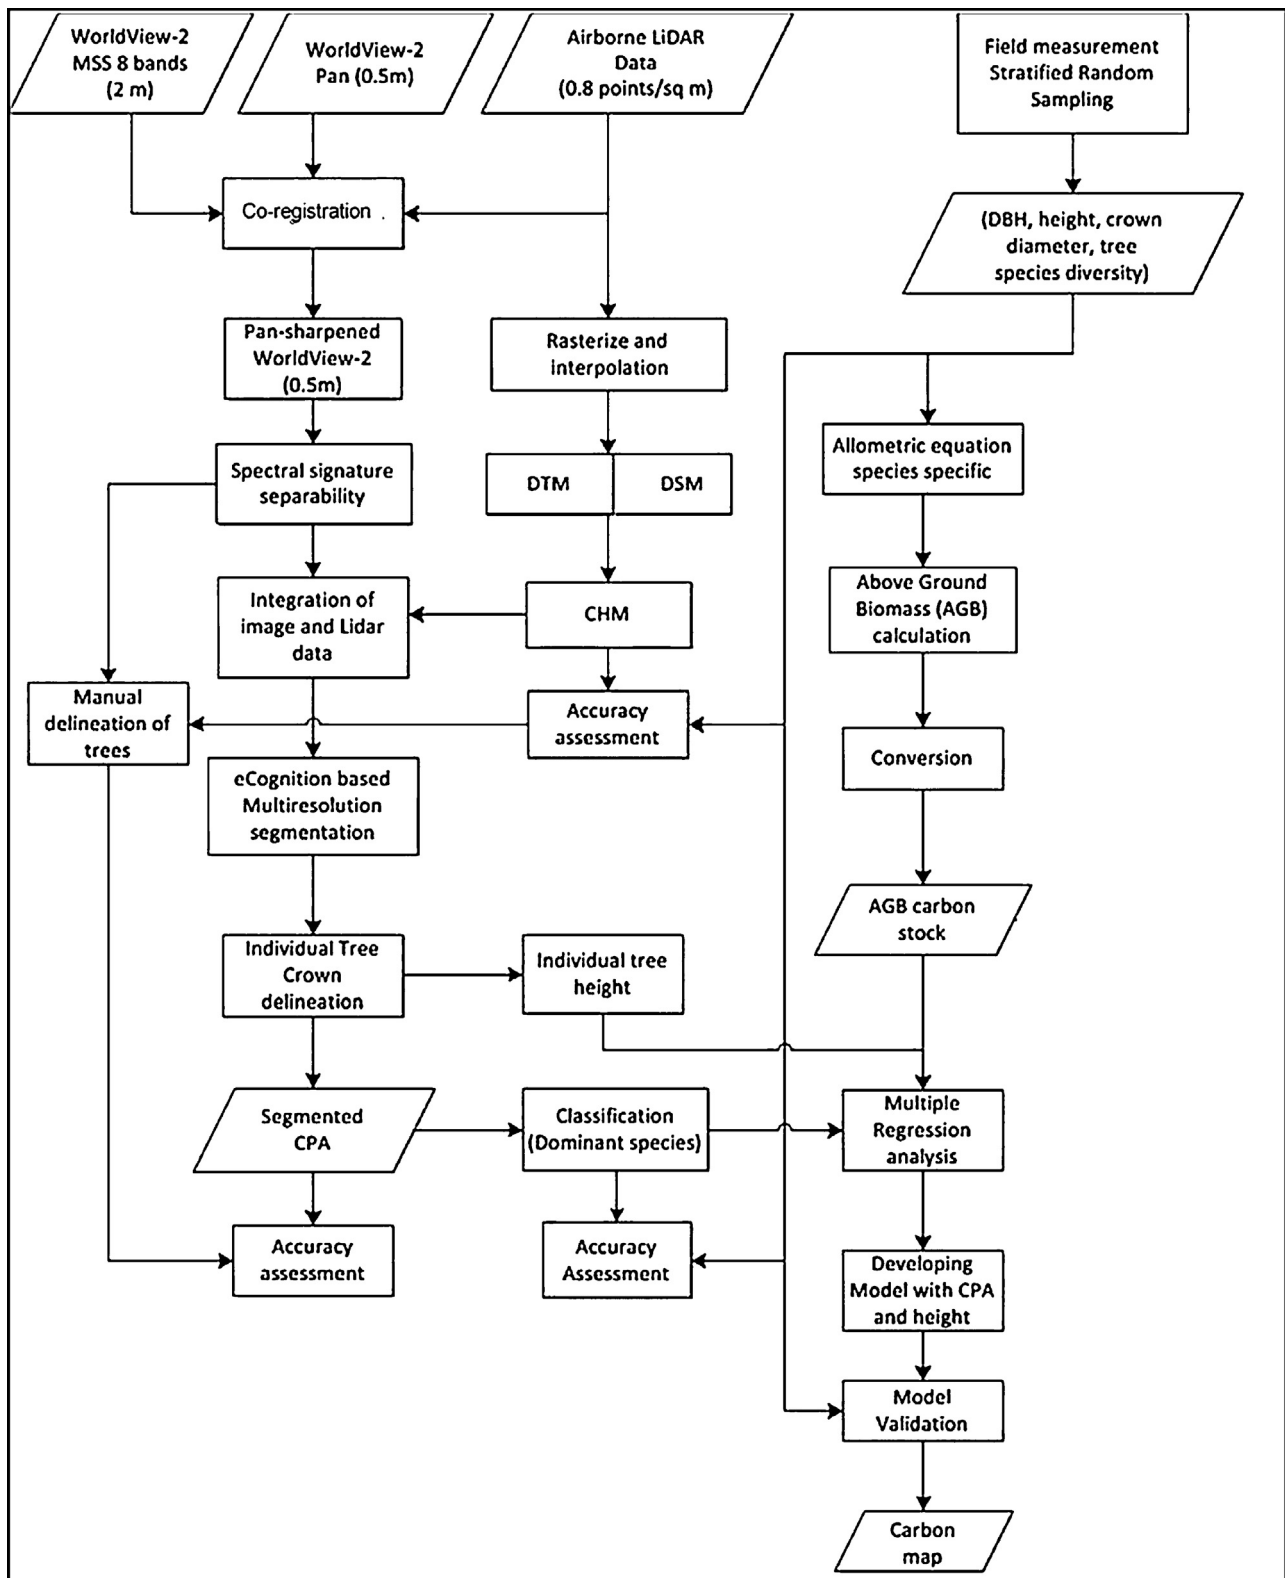 WorldView-2
MSS 8 bands
(2 m)
WorldView-2
Pan (0.5m)
Airborne LiDAR
Data
(0.8 points/sq m)
Field measurement
Stratified Random
Sampling
Co-registration
(DBH, height, crown
diameter, tree
species diversity)
Pan-sharpened
WorldView-2
(0.5m)
Rasterize and
interpolation
Allometric equation
species specific
Spectral signature
separability
DTM
DSM
Above Ground
Biomass (AGB)
calculation
Integration of
image and Lidar
data
CHM
Manual
delineation of
trees
Accuracy
assessment
Conversion
eCognition based
Multiresolution
segmentation
AGB carbon
stock
Individual Tree
Crown
delineation
Individual tree
height
Segmented
CPA
Classification
(Dominant species)
Multiple
Regression
analysis
Accuracy
assessment
Accuracy
Assessment
Developing
Model with CPA
and height
Model
Validation
Carbon
map